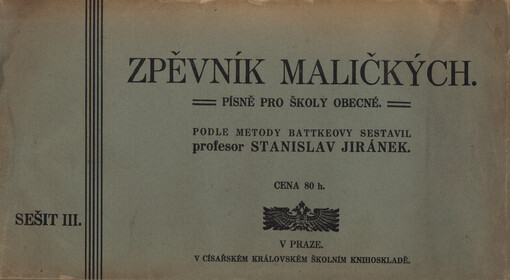 ZPĚVNÍK MALIČKÝCH.
PÍSNĚ PRO ŠKOLY OBECNÉ.
PODLE METODY BATTKEOVY SESTAVIL
profesor STANISLAV JIRÁNEK.
CENA 80 h.
SEŠIT III.
V PRAZE.
V CÍSAŘSKÉM KRÁLOVSKÉM ŠKOLNÍM KNIHOSKLADĚ.